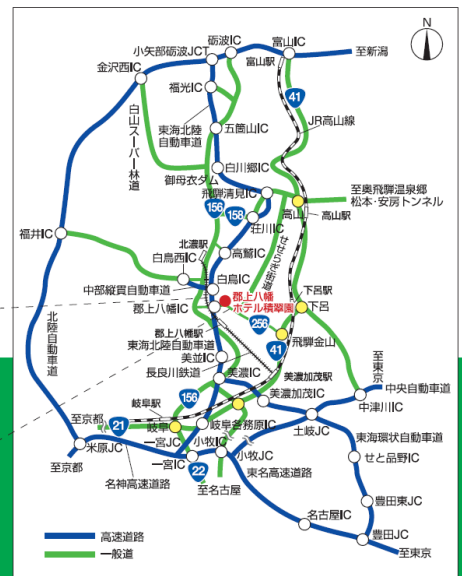 N
砺波IC
富山IC
小矢部砺波JCT
富山駅
至新潟
金沢西IC
福光IC
41
JR高山線
東海北陸
自動車道
五箇山IC
白山スーパー林道
白川郷IC
御母衣ダム
飛騨清見IC
至奥飛騨温泉郷
松本・安房トンネル
156
158
高山
高山駅
荘川IC
せせらぎ街道
福井IC
北濃駅
白鳥西IC
高鷲IC
白鳥IC
下呂駅
中部縦貫自動車道
郡上八幡
ホテル積翠園
下呂
郡上八幡IC
256
北陸自動車道
郡上八幡駅
飛騨金山
東海北陸自動車道
41
美並IC
長良川鉄道
美濃加茂駅
至東京
美濃IC
中央自動車道
156
美濃加茂IC
中津川IC
岐阜駅
至京都
21
岐阜
岐阜各務原IC
土岐JC
東海環状自動車道
米原JC
一宮JC
小牧IC
せと品野IC
至京都
一宮IC
小牧JC
名神高速道路
22
東名高速道路
至名古屋
豊田東JC
名古屋IC
豊田JC
高速道路
一般道
至東京